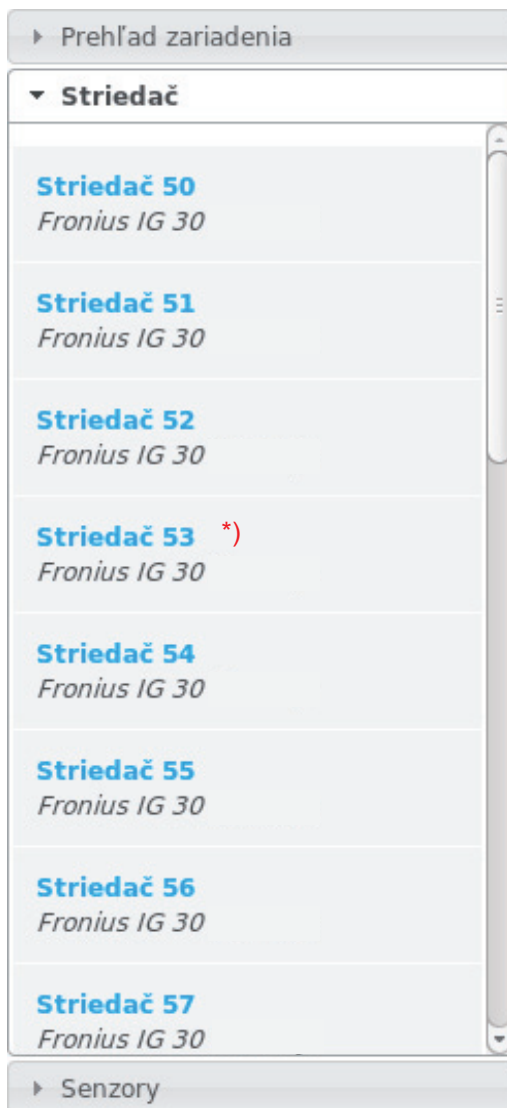 Prehľad zariadenia
Striedač
Striedač 50
Fronius IG 30
Striedač 51
Fronius IG 30
Striedač 52
Fronius IG 30
Striedač 53 *)
Fronius IG 30
Striedač 54
Fronius IG 30
Striedač 55
Fronius IG 30
Striedač 56
Fronius IG 30
Striedač 57
Fronius IG 30
Senzory